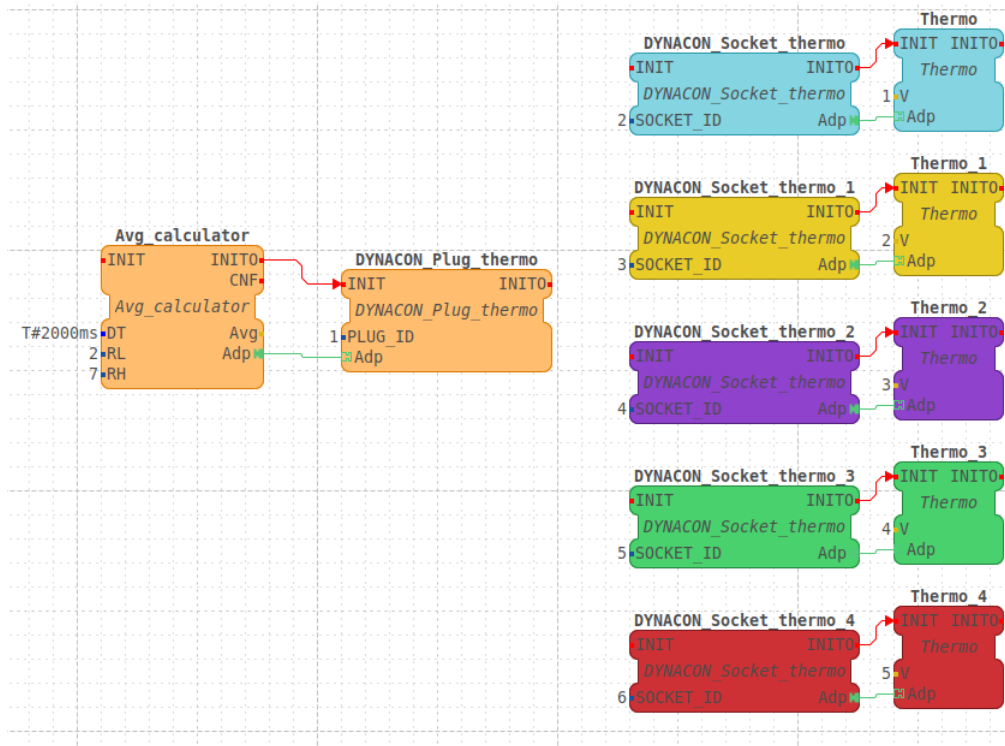 Avg_calculator
INIT INITO
CNF
Avg_calculator
T#2000ms DT Avg
2 RL Adp
7 RH
DYNACON_Plug_thermo
INIT INITO
DYNACON_Plug_thermo
1 PLUG_ID
Adp
DYNACON_Socket_thermo
INIT INITO
DYNACON_Socket_thermo
2 SOCKET_ID Adp
Thermo
INIT INITO
Thermo
1 V
Adp
DYNACON_Socket_thermo_1
INIT INITO
DYNACON_Socket_thermo
3 SOCKET_ID Adp
Thermo_1
INIT INITO
Thermo
2 V
Adp
DYNACON_Socket_thermo_2
INIT INITO
DYNACON_Socket_thermo
4 SOCKET_ID Adp
Thermo_2
INIT INITO
Thermo
3 V
Adp
DYNACON_Socket_thermo_3
INIT INITO
DYNACON_Socket_thermo
5 SOCKET_ID Adp
Thermo_3
INIT INITO
Thermo
4 V
Adp
DYNACON_Socket_thermo_4
INIT INITO
DYNACON_Socket_thermo
6 SOCKET_ID Adp
Thermo_4
INIT INITO
Thermo
5 V
Adp